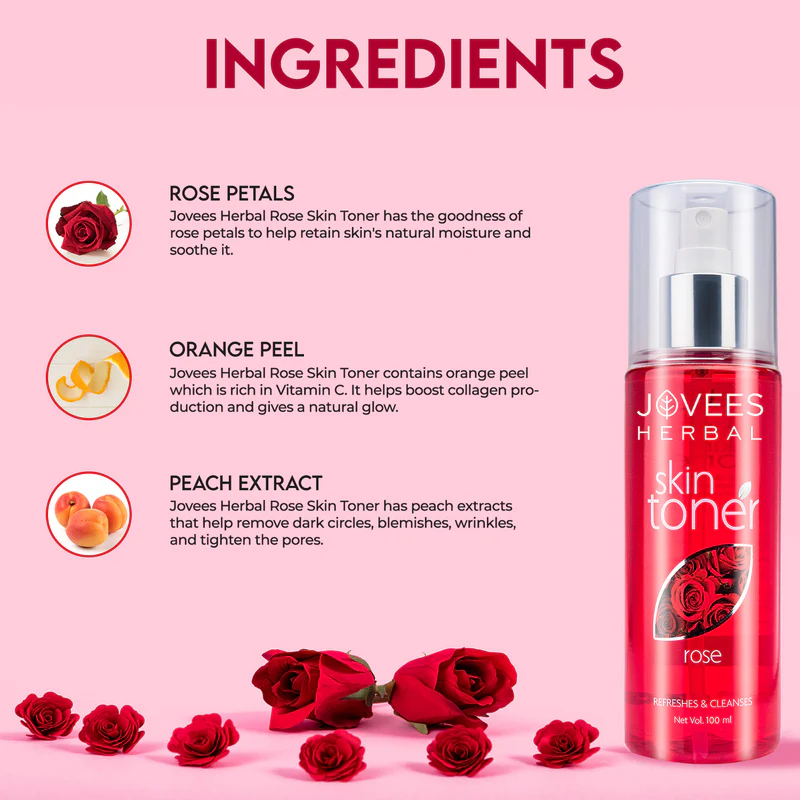 INGREDIENTS
ROSE PETALS
Jovees Herbal Rose Skin Toner has the goodness of
rose petals to help retain skin's natural moisture and
soothe it.
ORANGE PEEL
Jovees Herbal Rose Skin Toner contains orange peel
which is rich in Vitamin C. It helps boost collagen pro-
duction and gives a natural glow.
PEACH EXTRACT
Jovees Herbal Rose Skin Toner has peach extracts
that help remove dark circles, blemishes, wrinkles,
and tighten the pores.
JOVEES
HERBAL
skin
toner
rose
REFRESHES & CLEANSES
Net Vol. 100 ml